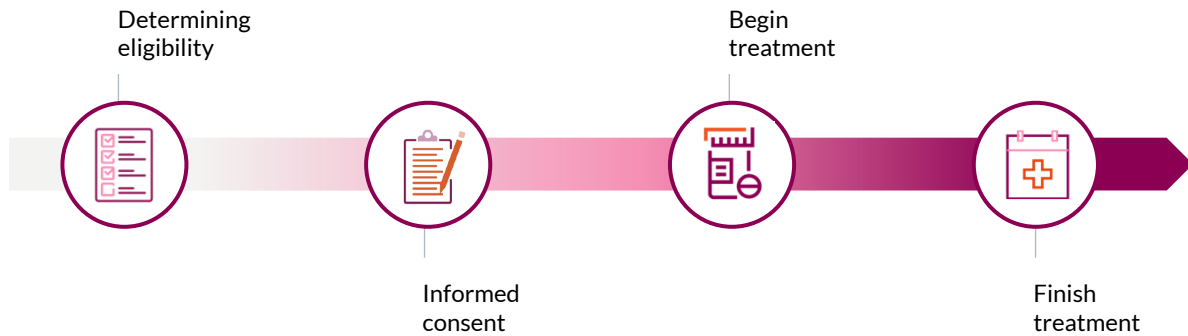 Determining
eligibility
Informed
consent
Begin
treatment
Finish
treatment